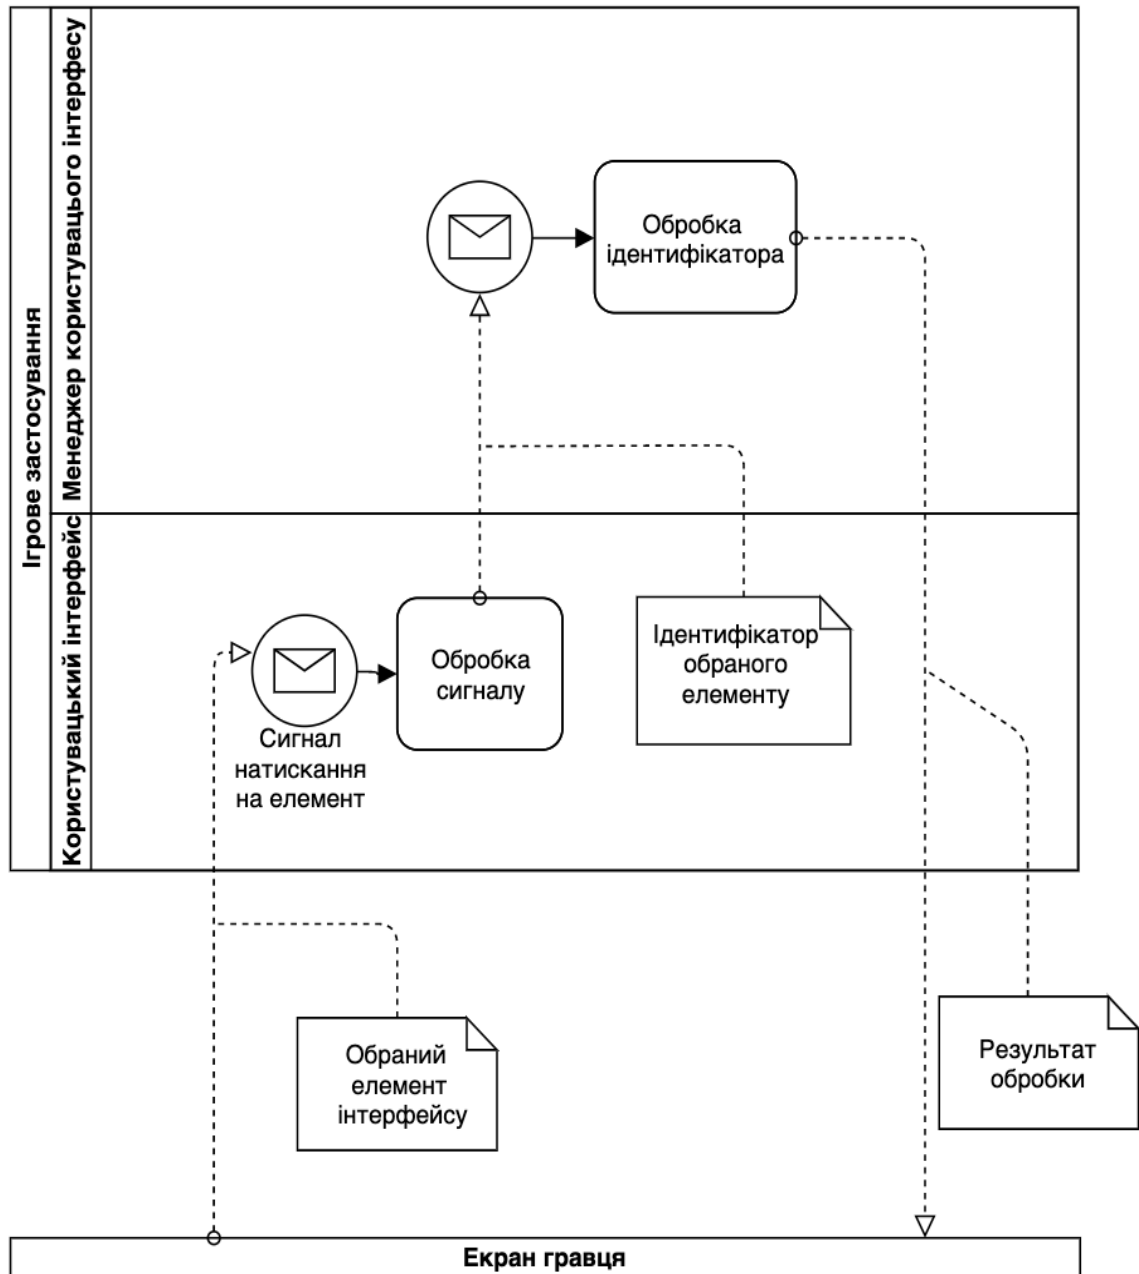 Ігрове застосування
Менеджер користувацього інтерфесу
Обробка
ідентифікатора
Користувацький інтерфейс
Сигнал
натискання
на елемент
Обробка
сигналу
Ідентифікатор
обраного
елементу
Обраний
елемент
інтерфейсу
Результат
обробки
Екран гравця